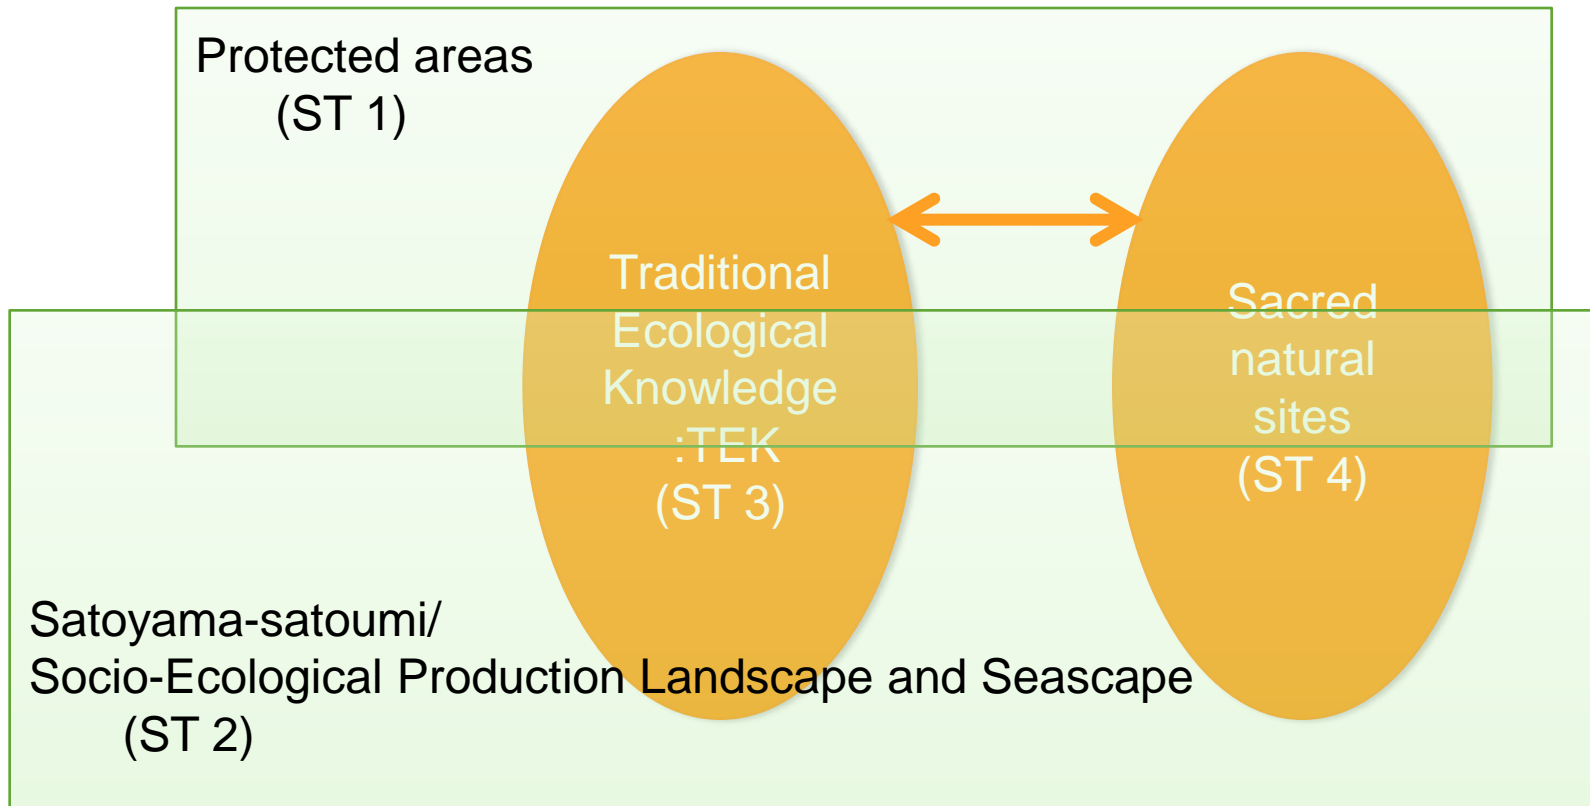 Protected areas
(ST 1)
Traditional
Ecological
Knowledge
:TEK
(ST 3)
Sacred
natural
sites
(ST 4)
Satoyama-satoumi/
Socio-Ecological Production Landscape and Seascape
(ST 2)